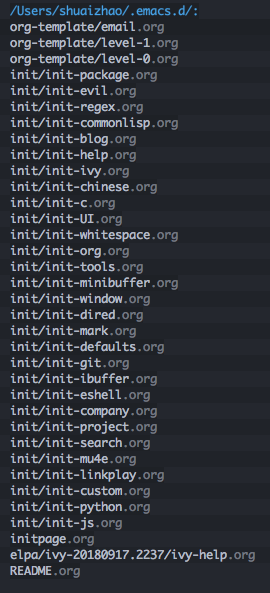 /Users/shuaizhao/.emacs.d/:
org-template/email.org
org-template/level-1.org
org-template/level-0.org
init/init-package.org
init/init-evil.org
init/init-regex.org
init/init-commonlisp.org
init/init-blog.org
init/init-help.org
init/init-ivy.org
init/init-chinese.org
init/init-c.org
init/init-UI.org
init/init-whitespace.org
init/init-org.org
init/init-tools.org
init/init-minibuffer.org
init/init-window.org
init/init-dired.org
init/init-mark.org
init/init-defaults.org
init/init-git.org
init/init-ibuffer.org
init/init-eshell.org
init/init-company.org
init/init-project.org
init/init-search.org
init/init-mu4e.org
init/init-linkplay.org
init/init-custom.org
init/init-python.org
init/init-js.org
initpage.org
elpa/ivy-20180917.2237/ivy-help.org
README.org